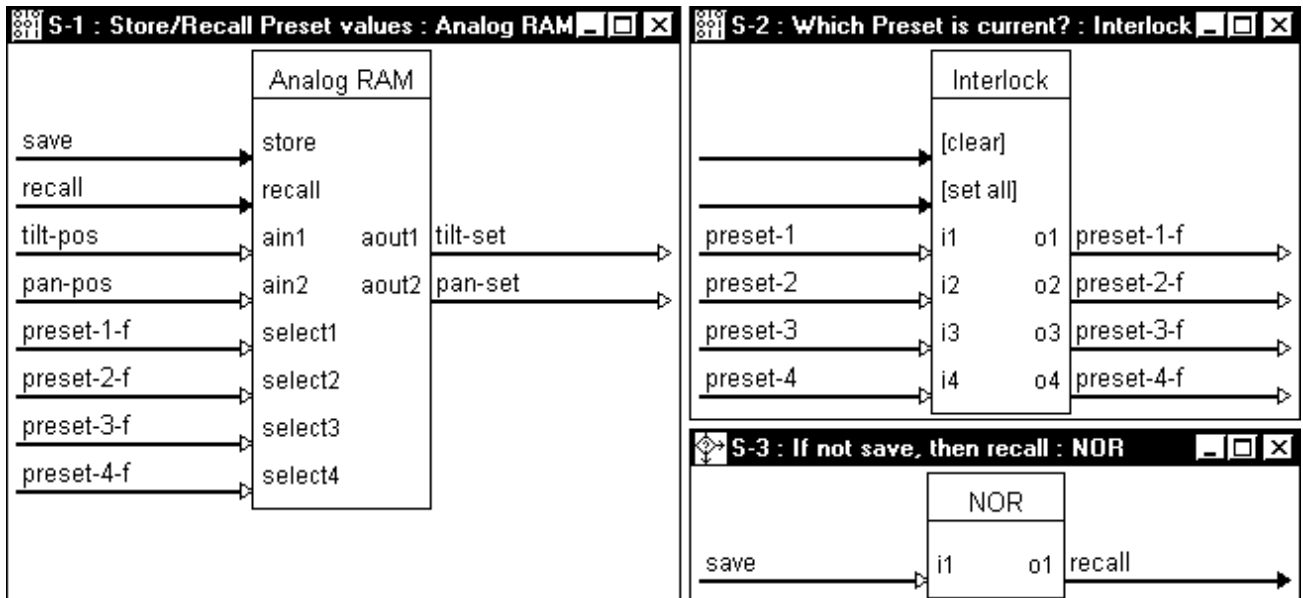 S-1 : Store/Recall Preset values : Analog RAM
Analog RAM
save store
recall recall
tilt-pos ain1 aout1 tilt-set
pan-pos ain2 aout2 pan-set
preset-1-f select1
preset-2-f select2
preset-3-f select3
preset-4-f select4
S-2 : Which Preset is current? : Interlock
Interlock
[clear]
[set all]
preset-1 i1 o1 preset-1-f
preset-2 i2 o2 preset-2-f
preset-3 i3 o3 preset-3-f
preset-4 i4 o4 preset-4-f
S-3 : If not save, then recall : NOR
NOR
save i1 o1 recall